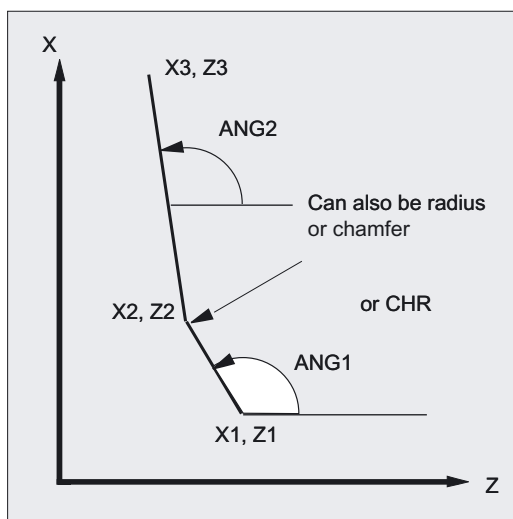 X
X3, Z3
ANG2
Can also be radius
or chamfer
X2, Z2
or CHR
ANG1
X1, Z1
Z